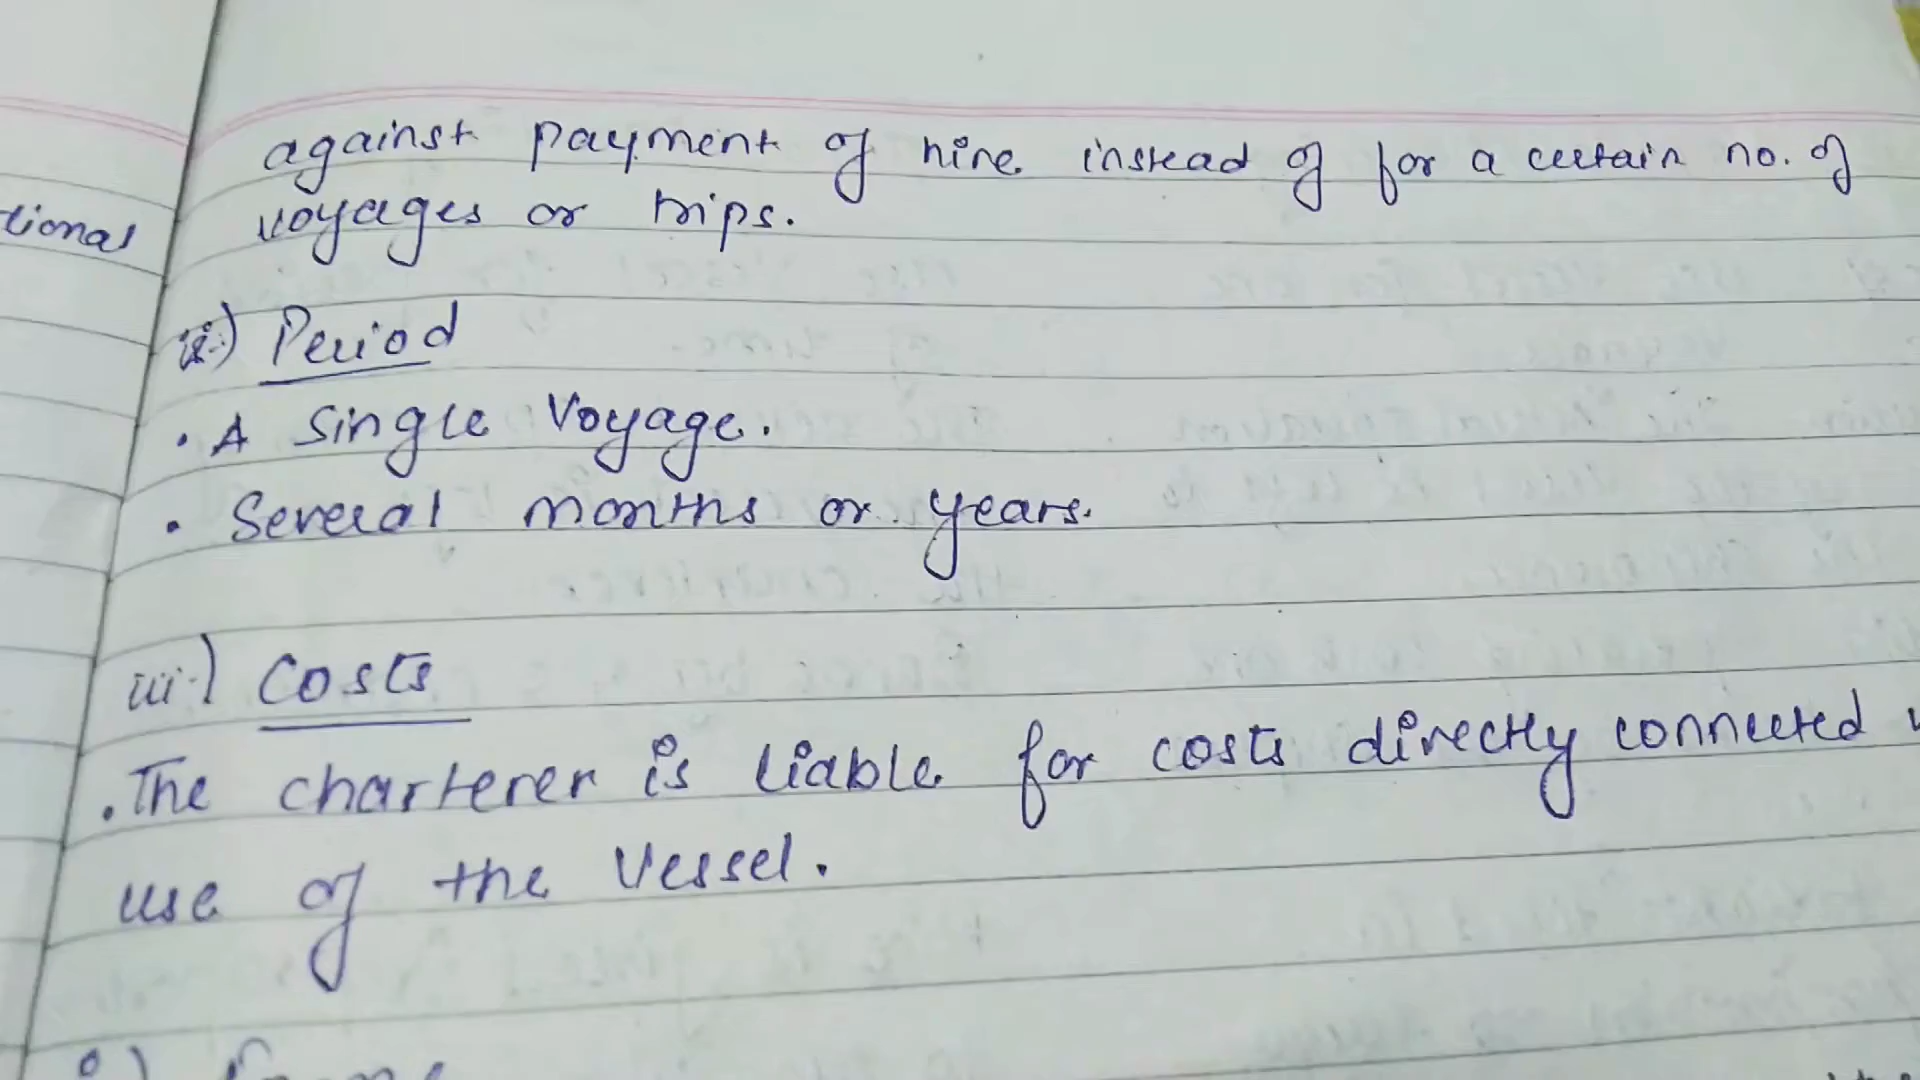 tional
against payment of hire instead of for a certain no. of
voyages or trips.
ii) Period
• A single Voyage.
• Several months or years.
iii) Costs
• The charterer is liable for costs directly connected
use of the Vessel.